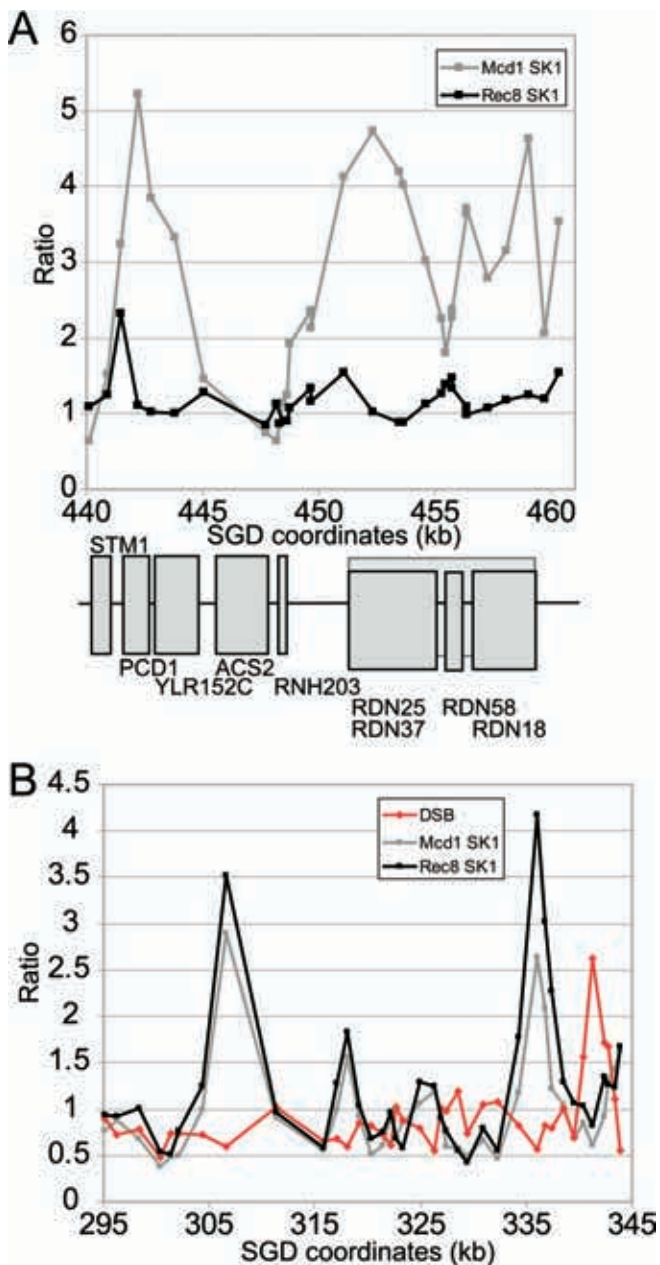 A
6
5
4
3
2
1
0
Ratio
Mcd1 SK1
Rec8 SK1
440 445 450 455 460
SGD coordinates (kb)
STM1
PCD1 ACS2
YLR152C RNH203
RDN25 RDN58
RDN37 RDN18
B
4.5
4
3.5
3
2.5
2
1.5
1
0.5
0
Ratio
DSB
Mcd1 SK1
Rec8 SK1
295 305 315 325 335 345
SGD coordinates (kb)